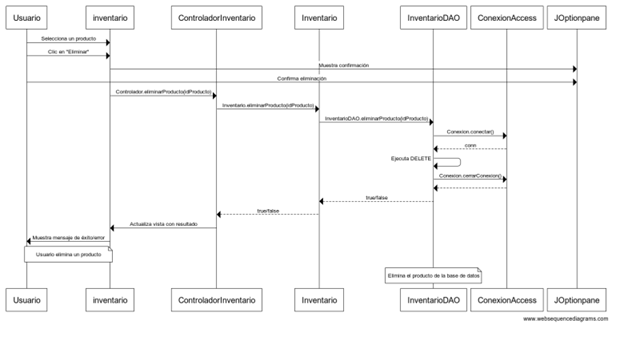 Usuario inventario ControladorInventario Inventario InventarioDAO ConexionAccess JOptionpane
Selecciona un producto
Clic en "Eliminar"
Muestra confirmación
Confirma eliminación
Controlador.eliminarProducto(idProducto)
Inventario.eliminarProducto(idProducto)
InventarioDAO.eliminarProducto(idProducto)
Conexion.conectar()
conn
Ejecuta DELETE
Conexion.cerrarConexion()
true/false
true/false
Actualiza vista con resultado
Muestra mensaje de éxito/error
Usuario elimina un producto
Elimina el producto de la base de datos
Usuario inventario ControladorInventario Inventario InventarioDAO ConexionAccess JOptionpane
www.websequencediagrams.com